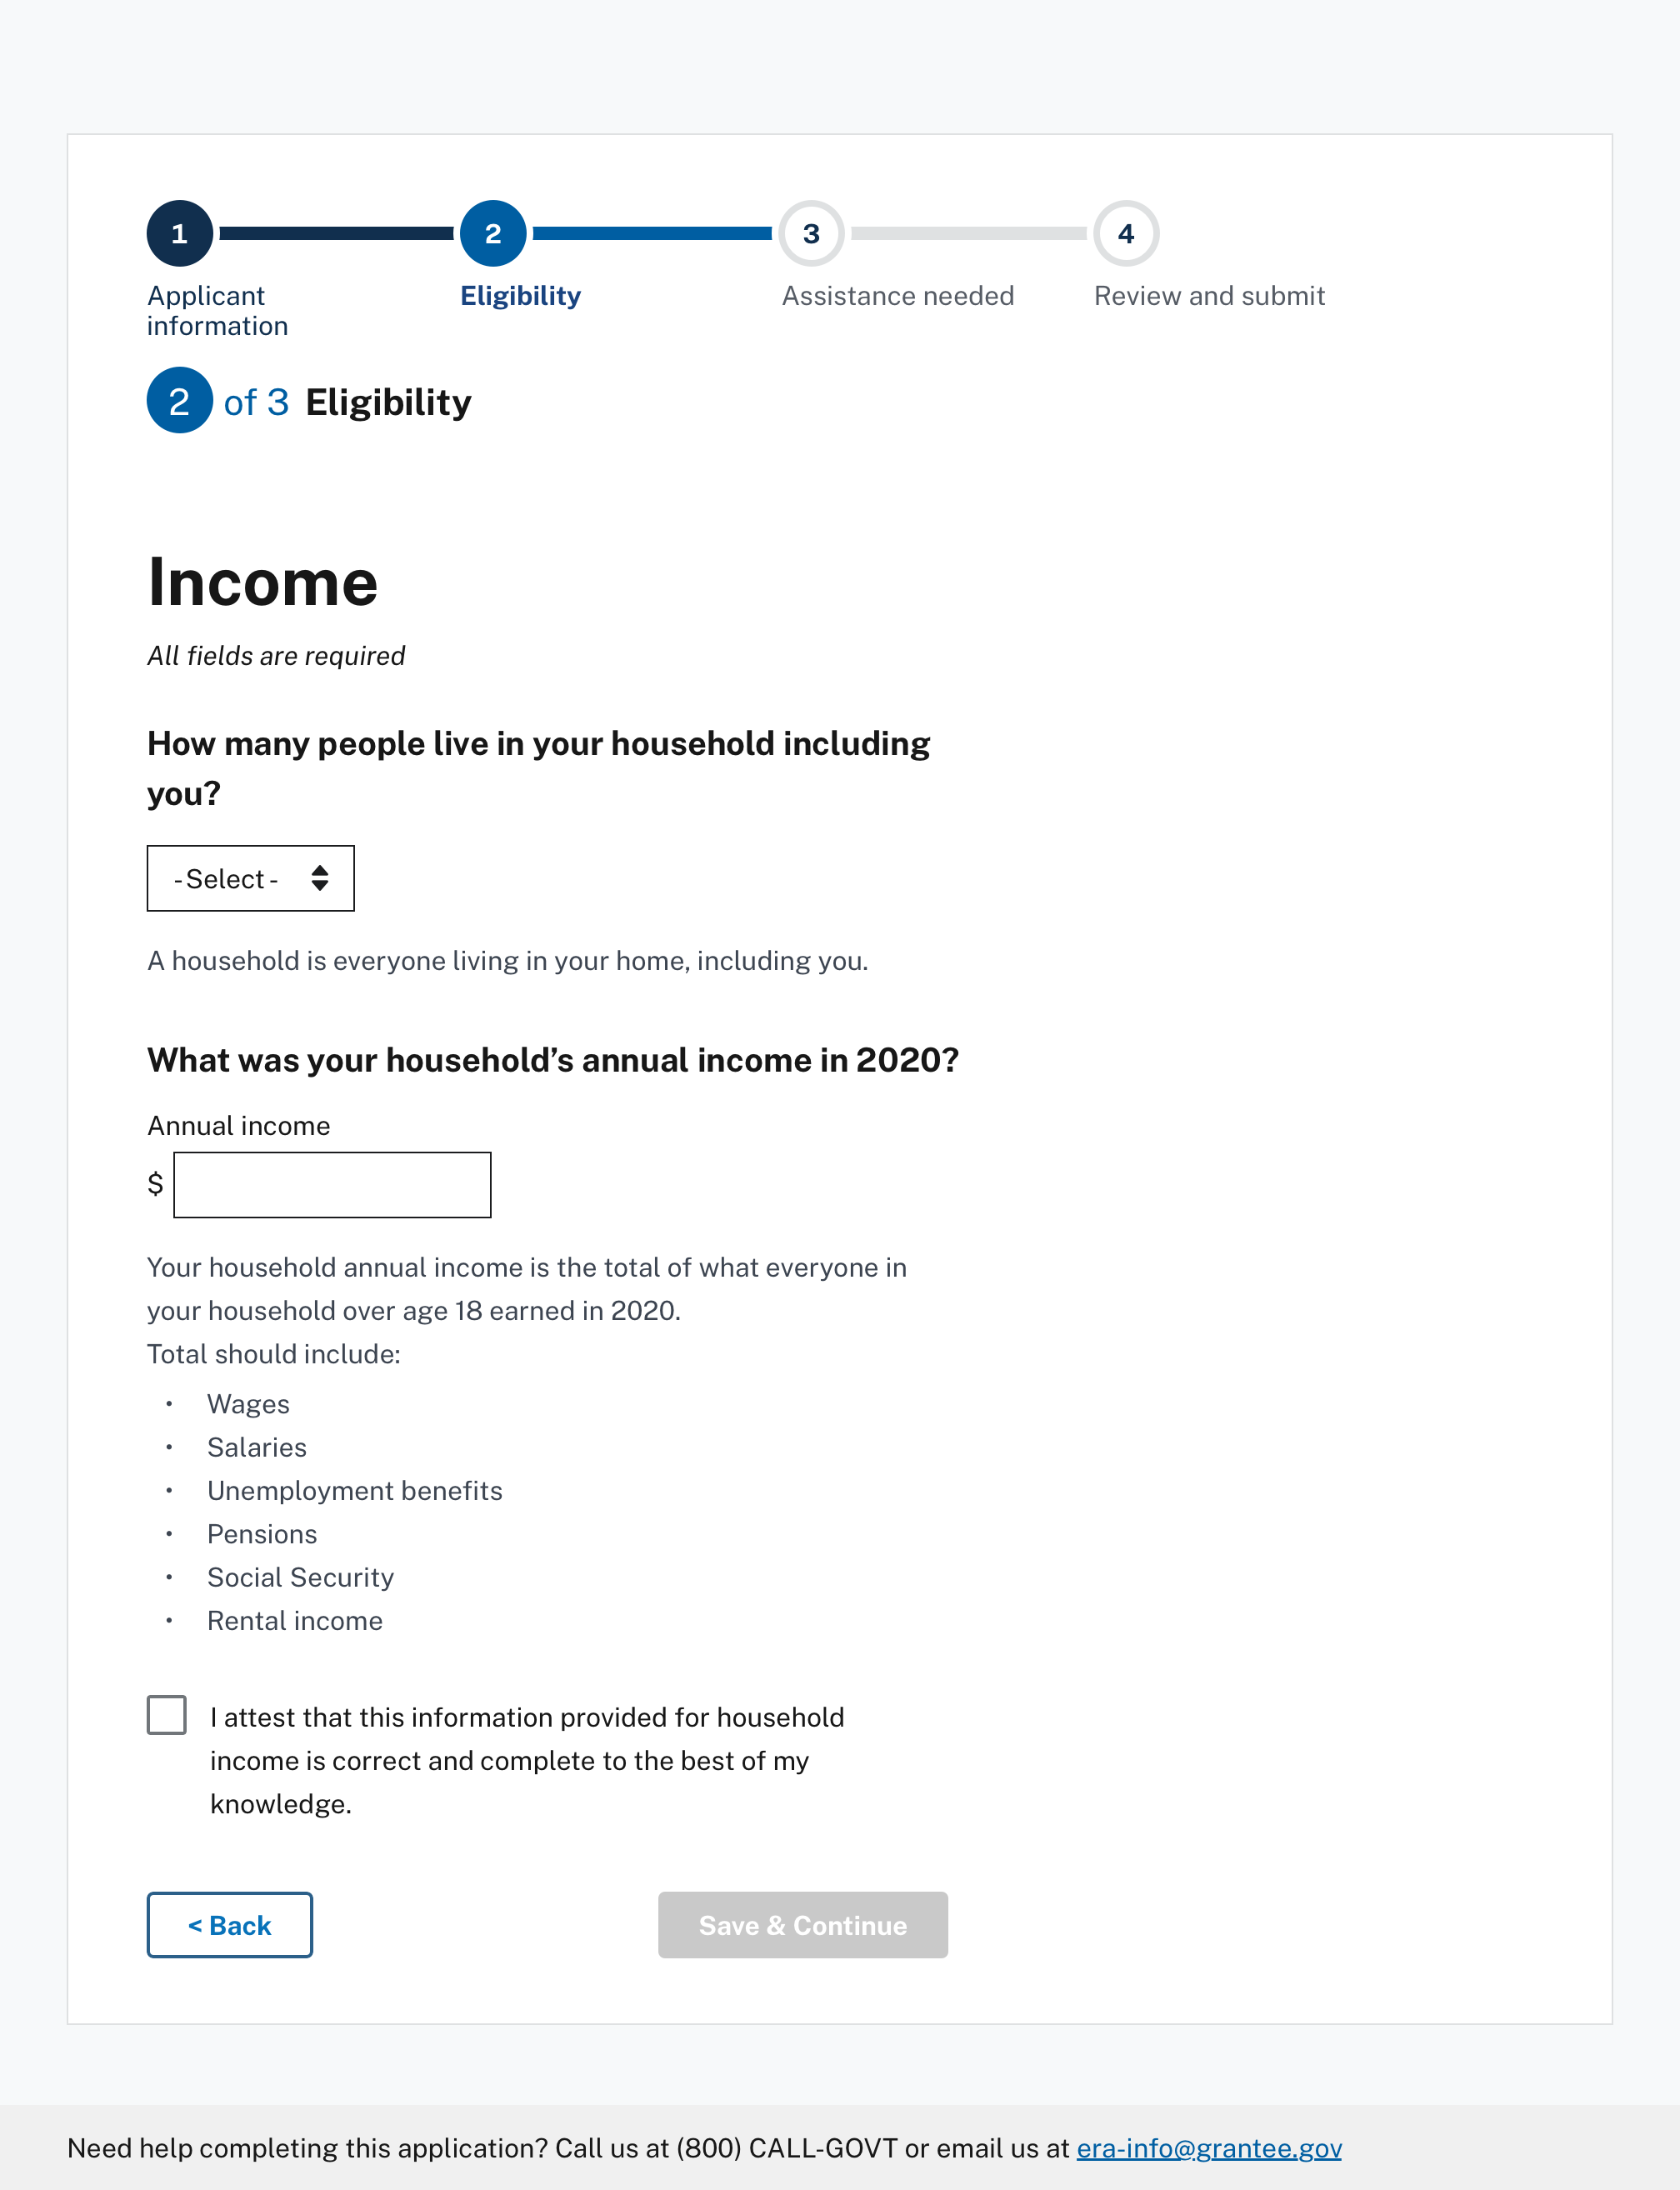 1
2
3
4
Applicant
information
Eligibility
Assistance needed
Review and submit
2 of 3 Eligibility
Income
All fields are required
How many people live in your household including
you?
- Select -
A household is everyone living in your home, including you.
What was your household’s annual income in 2020?
Annual income
$
Your household annual income is the total of what everyone in
your household over age 18 earned in 2020.
Total should include:
• Wages
• Salaries
• Unemployment benefits
• Pensions
• Social Security
• Rental income
I attest that this information provided for household
income is correct and complete to the best of my
knowledge.
< Back
Save & Continue
Need help completing this application? Call us at (800) CALL-GOVT or email us at era-info@grantee.gov